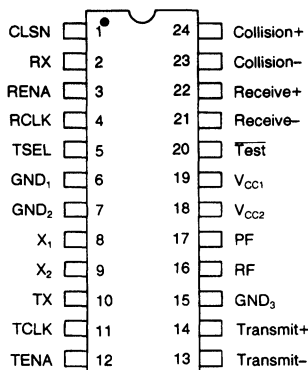 CLSN 1 24 Collision+
RX 2 23 Collision–
RENA 3 22 Receive+
RCLK 4 21 Receive–
TSEL 5 20 Test
GND₁ 6 19 VCC1
GND₂ 7 18 VCC2
X₁ 8 17 PF
X₂ 9 16 RF
TX 10 15 GND₃
TCLK 11 14 Transmit+
TENA 12 13 Transmit–